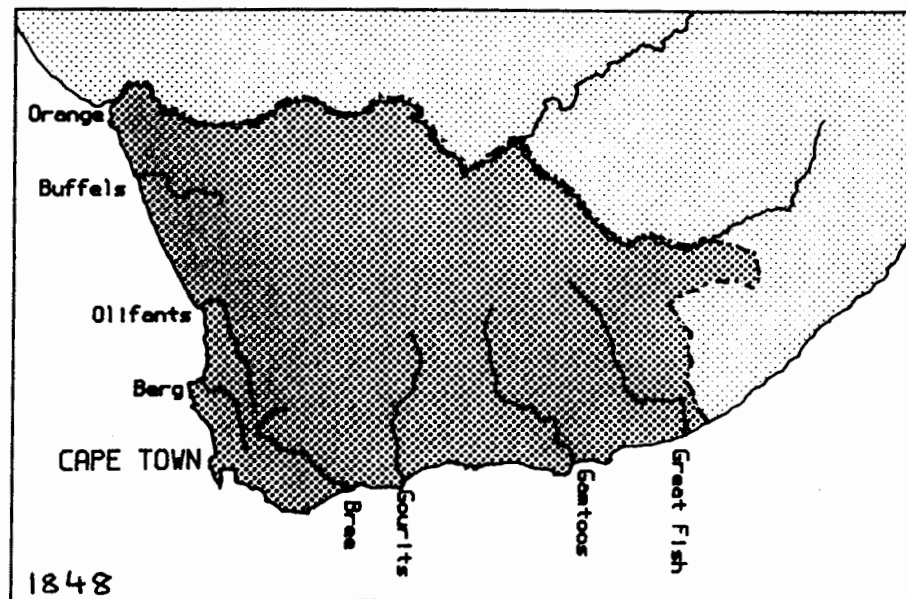 Orange
Buffels
Olifants
Berg
CAPE TOWN
Bree
Gourits
Gamtoos
Great Fish
1848